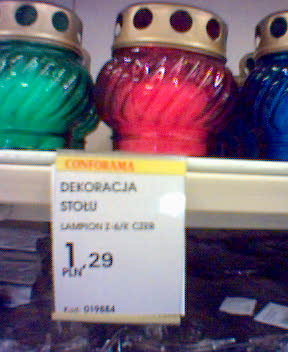 CONFORAMA
DEKORACJA
STOŁU
LAMPION Z-6/K CZER
1,29
PLN
Kod: 019884